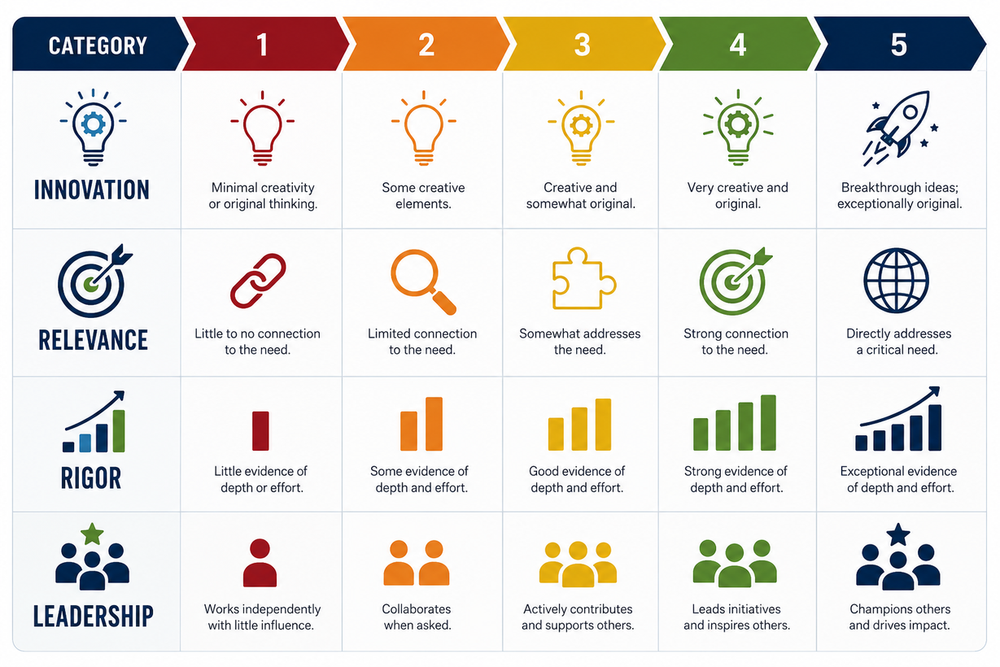 CATEGORY 1 2 3 4 5
INNOVATION
Minimal creativity
or original thinking.
Some creative
elements.
Creative and
somewhat original.
Very creative and
original.
Breakthrough ideas;
exceptionally original.
RELEVANCE
Little to no connection
to the need.
Limited connection
to the need.
Somewhat addresses
the need.
Strong connection
to the need.
Directly addresses
a critical need.
RIGOR
Little evidence of
depth or effort.
Some evidence of
depth and effort.
Good evidence of
depth and effort.
Strong evidence of
depth and effort.
Exceptional evidence
of depth and effort.
LEADERSHIP
Works independently
with little influence.
Collaborates
when asked.
Actively contributes
and supports others.
Leads initiatives
and inspires others.
Champions others
and drives impact.